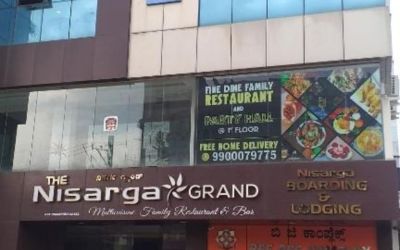 FINE DINE FAMILY
RESTAURANT
AND
PARTY HALL
@ 1st FLOOR
FREE HOME DELIVERY
@ 9900079775
THE
Nisarga GRAND
Multicuisine Family Restaurant & Bar
Nisarga
BOARDING
&
LODGING
ಬಿ ಜಿ ಕಾಂಪ್ಲೆಕ್ಸ್